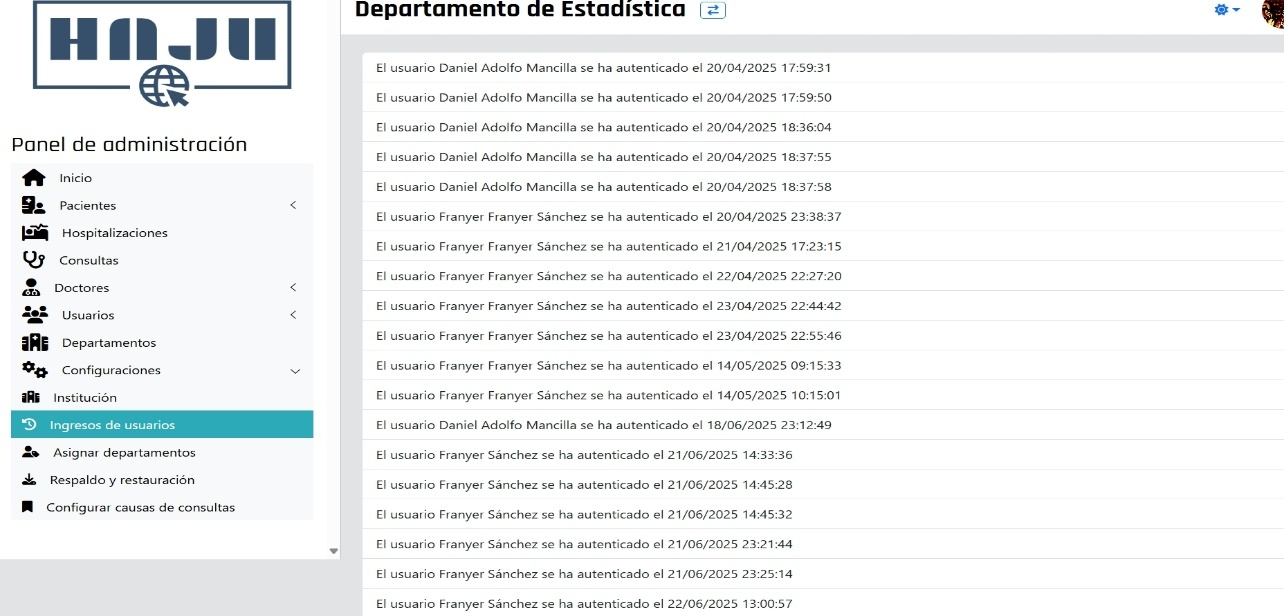 HNJU
Panel de administración
Inicio
Pacientes
Hospitalizaciones
Consultas
Doctores
Usuarios
Departamentos
Configuraciones
Institución
Ingresos de usuarios
Asignar departamentos
Respaldo y restauración
Configurar causas de consultas
Departamento de Estadística
El usuario Daniel Adolfo Mancilla se ha autenticado el 20/04/2025 17:59:31
El usuario Daniel Adolfo Mancilla se ha autenticado el 20/04/2025 17:59:50
El usuario Daniel Adolfo Mancilla se ha autenticado el 20/04/2025 18:36:04
El usuario Daniel Adolfo Mancilla se ha autenticado el 20/04/2025 18:37:55
El usuario Daniel Adolfo Mancilla se ha autenticado el 20/04/2025 18:37:58
El usuario Franyer Franyer Sánchez se ha autenticado el 20/04/2025 23:38:37
El usuario Franyer Franyer Sánchez se ha autenticado el 21/04/2025 17:23:15
El usuario Franyer Franyer Sánchez se ha autenticado el 22/04/2025 22:27:20
El usuario Franyer Franyer Sánchez se ha autenticado el 23/04/2025 22:44:42
El usuario Franyer Franyer Sánchez se ha autenticado el 23/04/2025 22:55:46
El usuario Franyer Franyer Sánchez se ha autenticado el 14/05/2025 09:15:33
El usuario Franyer Franyer Sánchez se ha autenticado el 14/05/2025 10:15:01
El usuario Daniel Adolfo Mancilla se ha autenticado el 18/06/2025 23:12:49
El usuario Franyer Sánchez se ha autenticado el 21/06/2025 14:33:36
El usuario Franyer Sánchez se ha autenticado el 21/06/2025 14:45:28
El usuario Franyer Sánchez se ha autenticado el 21/06/2025 14:45:32
El usuario Franyer Sánchez se ha autenticado el 21/06/2025 23:21:44
El usuario Franyer Sánchez se ha autenticado el 21/06/2025 23:25:14
El usuario Franyer Sánchez se ha autenticado el 22/06/2025 13:00:57